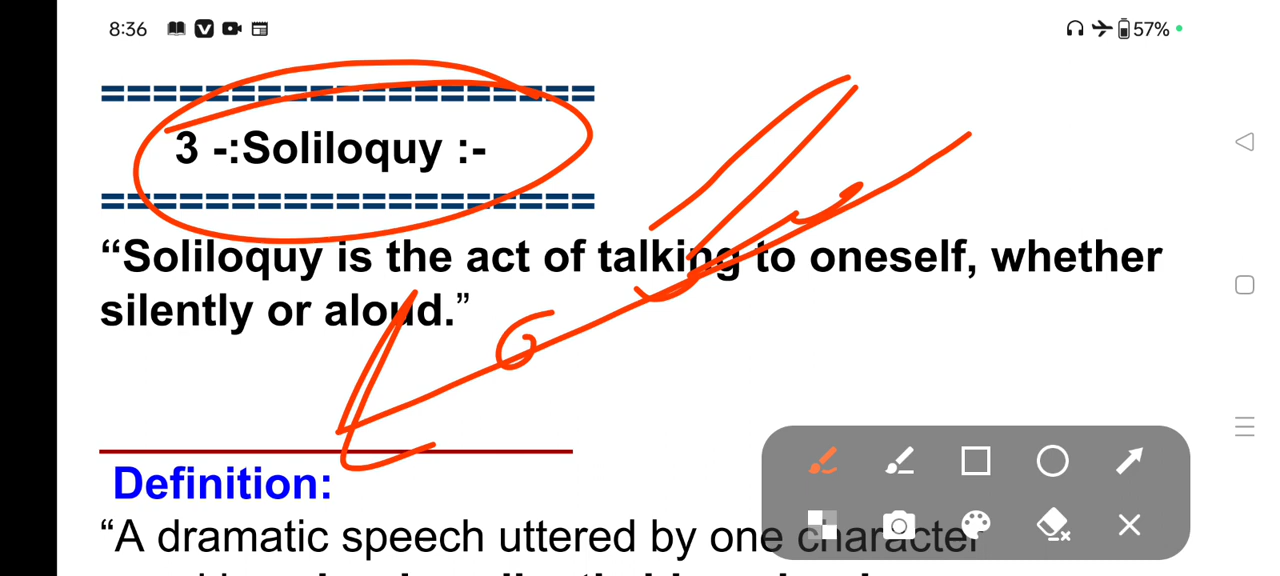 8:36
57%
====================
3 -:Soliloquy :-
====================
“Soliloquy is the act of talking to oneself, whether
silently or aloud.”
Definition:
“A dramatic speech uttered by one character